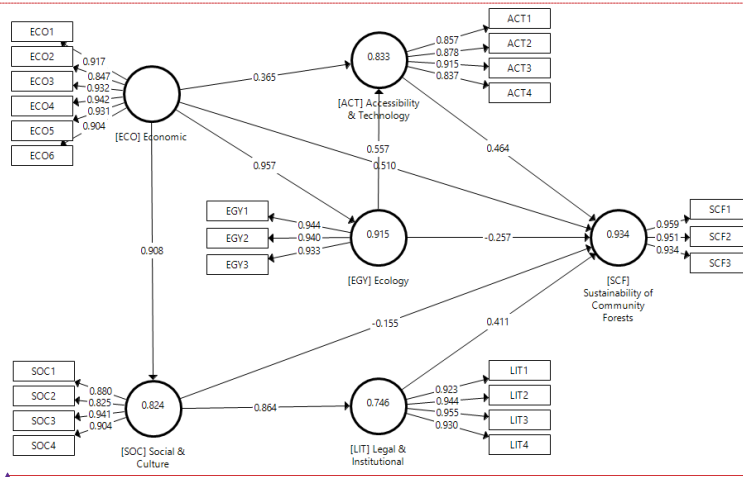 ECO1
ECO2
ECO3
ECO4
ECO5
ECO6
0.917
0.847
0.932
0.942
0.931
0.904
[ECO] Economic
0.365
0.833
[ACT] Accessibility
& Technology
0.857
0.878
0.915
0.837
ACT1
ACT2
ACT3
ACT4
0.957
0.557
0.510
0.464
0.908
EGY1
EGY2
EGY3
0.944
0.940
0.933
0.915
[EGY] Ecology
-0.257
0.934
[SCF]
Sustainability of
Community
Forests
0.959
0.951
0.934
SCF1
SCF2
SCF3
-0.155
0.411
SOC1
SOC2
SOC3
SOC4
0.880
0.825
0.941
0.904
0.824
[SOC] Social &
Culture
0.864
0.746
[LIT] Legal &
Institutional
0.923
0.944
0.955
0.930
LIT1
LIT2
LIT3
LIT4